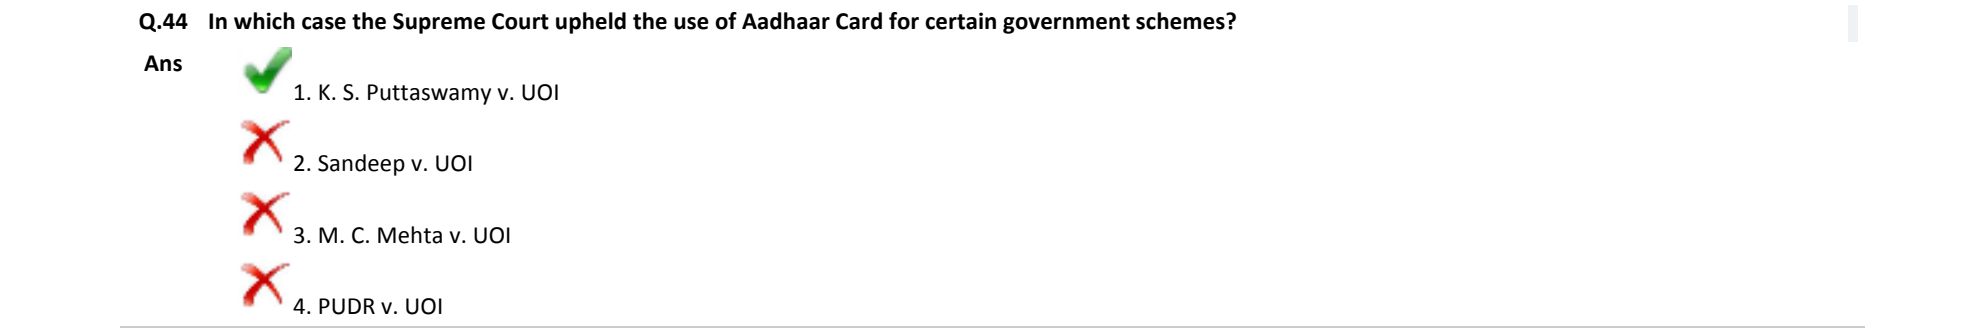 Q.44 In which case the Supreme Court upheld the use of Aadhaar Card for certain government schemes?
Ans
1. K. S. Puttaswamy v. UOI
2. Sandeep v. UOI
3. M. C. Mehta v. UOI
4. PUDR v. UOI